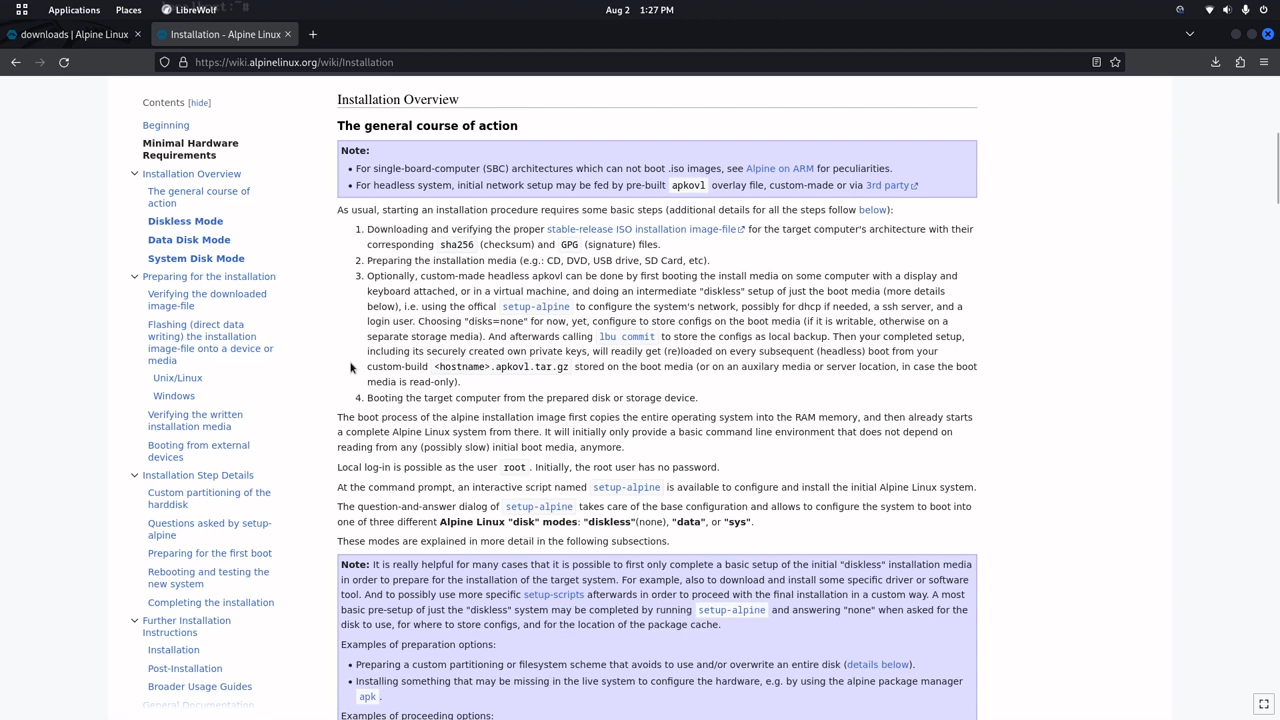 Applications Places LibreWolf Aug 2 1:27 PM
downloads | Alpine Linux Installation - Alpine Linux
https://wiki.alpinelinux.org/wiki/Installation
Contents [hide]
Beginning
Minimal Hardware
Requirements
Installation Overview
The general course of
action
Diskless Mode
Data Disk Mode
System Disk Mode
Preparing for the installation
Verifying the downloaded
image-file
Flashing (direct data
writing) the installation
image-file onto a device or
media
Unix/Linux
Windows
Verifying the written
installation media
Booting from external
devices
Installation Step Details
Custom partitioning of the
harddisk
Questions asked by setup-
alpine
Preparing for the first boot
Rebooting and testing the
new system
Completing the installation
Further Installation
Instructions
Installation
Post-Installation
Broader Usage Guides
General Documentation
Installation Overview
The general course of action
Note:
• For single-board-computer (SBC) architectures which can not boot .iso images, see Alpine on ARM for peculiarities.
• For headless system, initial network setup may be fed by pre-built apkovl overlay file, custom-made or via 3rd party
As usual, starting an installation procedure requires some basic steps (additional details for all the steps follow below):
1. Downloading and verifying the proper stable-release ISO installation image-file for the target computer's architecture with their
corresponding sha256 (checksum) and GPG (signature) files.
2. Preparing the installation media (e.g.: CD, DVD, USB drive, SD Card, etc).
3. Optionally, custom-made headless apkovl can be done by first booting the install media on some computer with a display and
keyboard attached, or in a virtual machine, and doing an intermediate "diskless" setup of just the boot media (more details
below), i.e. using the offical setup-alpine to configure the system's network, possibly for dhcp if needed, a ssh server, and a
login user. Choosing "disks=none" for now, yet, configure to store configs on the boot media (if it is writable, otherwise on a
separate storage media). And afterwards calling lbu commit to store the configs as local backup. Then your completed setup,
including its securely created own private keys, will readily get (re)loaded on every subsequent (headless) boot from your
custom-build <hostname>.apkovl.tar.gz stored on the boot media (or on an auxilary media or server location, in case the boot
media is read-only).
4. Booting the target computer from the prepared disk or storage device.
The boot process of the alpine installation image first copies the entire operating system into the RAM memory, and then already starts
a complete Alpine Linux system from there. It will initially only provide a basic command line environment that does not depend on
reading from any (possibly slow) initial boot media, anymore.
Local log-in is possible as the user root . Initially, the root user has no password.
At the command prompt, an interactive script named setup-alpine is available to configure and install the initial Alpine Linux system.
The question-and-answer dialog of setup-alpine takes care of the base configuration and allows to configure the system to boot into
one of three different Alpine Linux "disk" modes: "diskless"(none), "data", or "sys".
These modes are explained in more detail in the following subsections.
Note: It is really helpful for many cases that it is possible to first only complete a basic setup of the initial "diskless" installation media
in order to prepare for the installation of the target system. For example, also to download and install some specific driver or software
tool. And to possibly use more specific setup-scripts afterwards in order to proceed with the final installation in a custom way. A most
basic pre-setup of just the "diskless" system may be completed by running setup-alpine and answering "none" when asked for the
disk to use, for where to store configs, and for the location of the package cache.
Examples of preparation options:
• Preparing a custom partitioning or filesystem scheme that avoids to use and/or overwrite an entire disk (details below).
• Installing something that may be missing in the live system to configure the hardware, e.g. by using the alpine package manager
apk .
Examples of proceeding options: